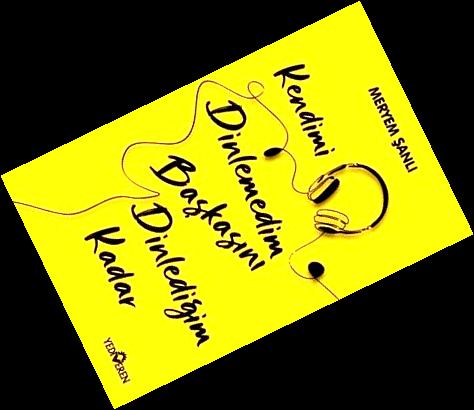 MERYEM ŞANLI
Kendimi
Dinlemedim
Başkasını
Dinlediğim
Kadar
YEDİVEREN